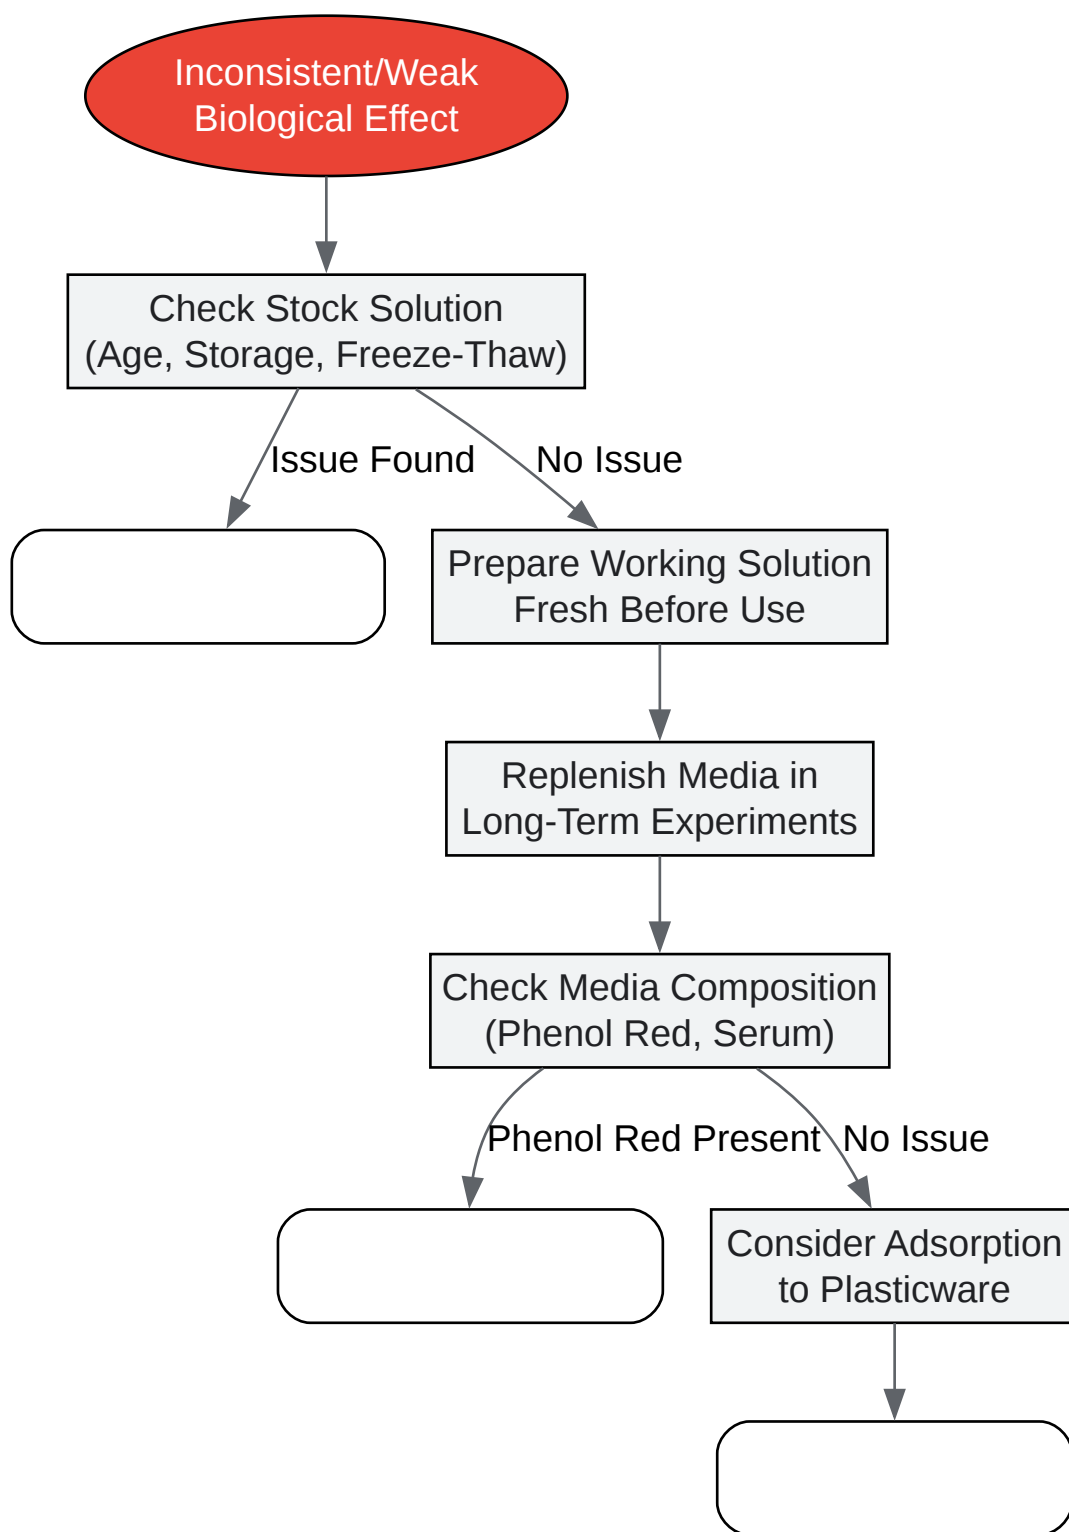 Inconsistent/Weak
Biological Effect
Check Stock Solution
(Age, Storage, Freeze-Thaw)
Issue Found
No Issue
Prepare Working Solution
Fresh Before Use
Replenish Media in
Long-Term Experiments
Check Media Composition
(Phenol Red, Serum)
Phenol Red Present
No Issue
Consider Adsorption
to Plasticware